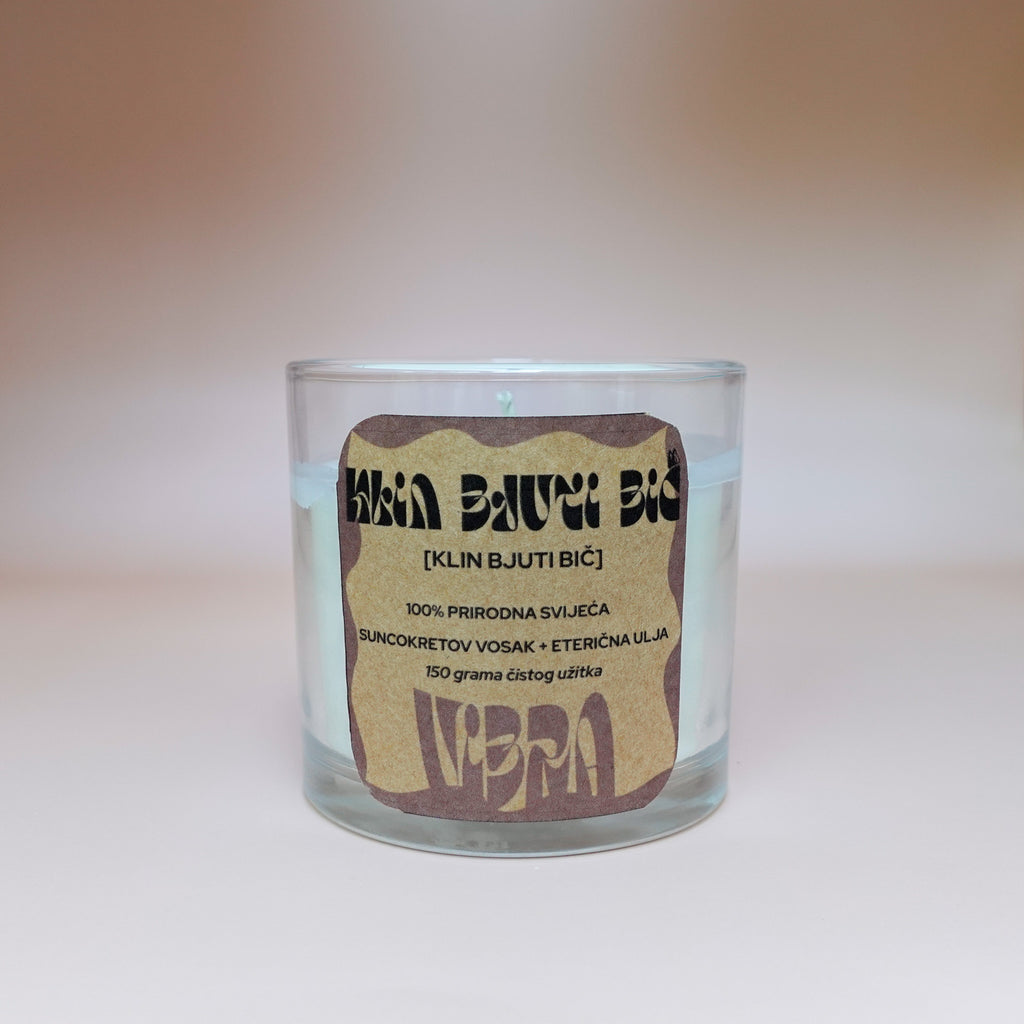 KLIN BJUTI BIČ
[KLIN BJUTI BIČ]
100% PRIRODNA SVIJEĆA
SUNCOKRETOV VOSAK + ETERIČNA ULJA
150 grama čistog užitka
VIBRA